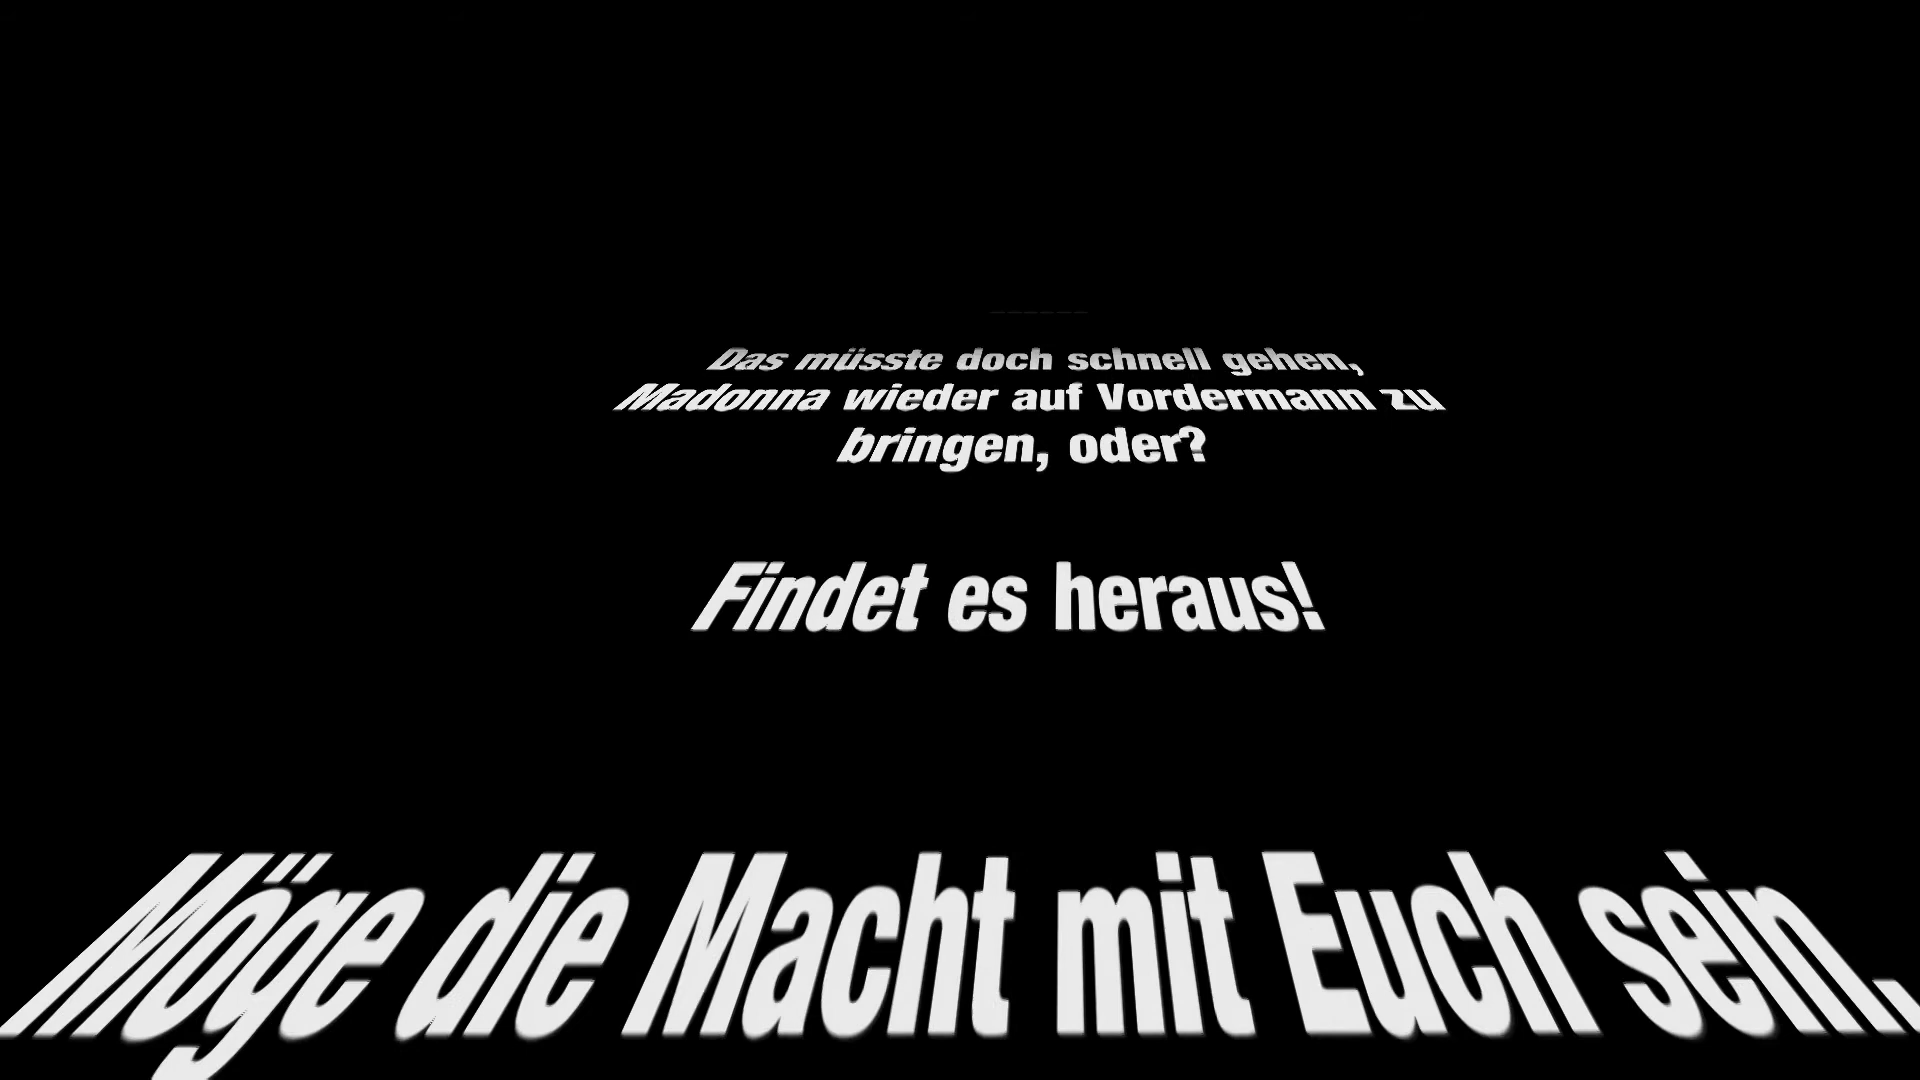 Das müsste doch schnell gehen,
Madonna wieder auf Vordermann zu
bringen, oder?
Findet es heraus!
Möge die Macht mit Euch sein.